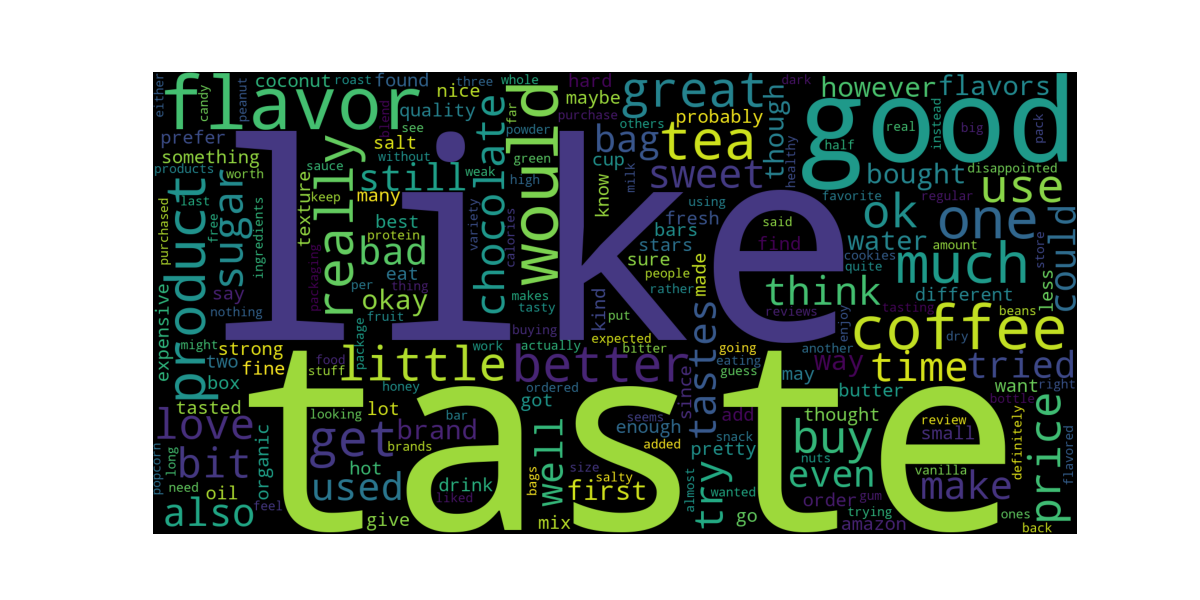 either
flavor
candy
peanut
coconut
roast
found
three
whole
hard
great
dark
however
flavors
good
nice
quality
blend
see
far
would
maybe
purchase
though
probably
instead
real
big
pack
half
prefer
salt
without
really
chocolate
powder
others
bag
tea
healthy
something
products
worth
sauce
still
weak
green
cup
milk
sweet
know
bought
disappointed
product
last
free
sugar
ingredients
texture
keep
many
high
using
favorite
regular
use
purchased
like
best
protein
variety
calories
fresh
bars
stars
said
find
ok
one
water
amount
store
could
bad
eat
sure
people
made
cookies
quite
much
less
say
packaging
per
thing
makes
tasty
kind
rather
think
different
nothing
okay
put
reviews
tasting
beans
expensive
might
package
fruit
buying
actually
expected
bitter
enjoy
coffee
dry
strong
two
fine
food
stuff
little
work
better
going
eating
guess
another
way
time
tried
box
honey
ordered
got
since
tastes
may
butter
want
right
bottle
tasted
taste
looking
lot
bar
seems
enough
added
add
thought
review
small
price
love
get
brand
brands
well
pretty
snack
buy
definitely
flavored
bit
organic
hot
size
salty
nuts
even
vanilla
popcorn
long
need
oil
feel
used
drink
liked
bags
first
almost
try
wanted
order
gum
make
also
give
mix
go
trying
amazon
ones
back